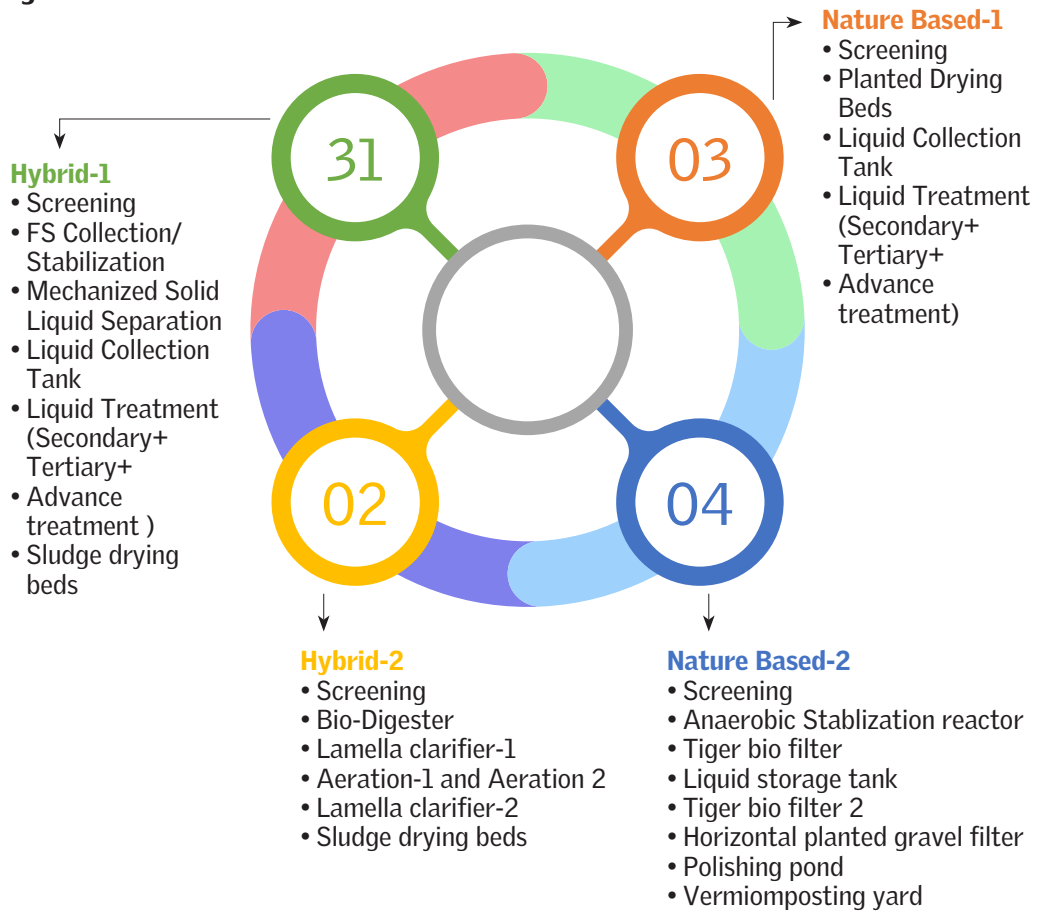 31
03
02
04
Nature Based-1
• Screening
• Planted Drying
Beds
• Liquid Collection
Tank
• Liquid Treatment
(Secondary+
Tertiary+
• Advance
treatment)
Hybrid-1
• Screening
• FS Collection/
Stabilization
• Mechanized Solid
Liquid Separation
• Liquid Collection
Tank
• Liquid Treatment
(Secondary+
Tertiary+
• Advance
treatment )
• Sludge drying
beds
Hybrid-2
• Screening
• Bio-Digester
• Lamella clarifier-1
• Aeration-1 and Aeration 2
• Lamella clarifier-2
• Sludge drying beds
Nature Based-2
• Screening
• Anaerobic Stablization reactor
• Tiger bio filter
• Liquid storage tank
• Tiger bio filter 2
• Horizontal planted gravel filter
• Polishing pond
• Vermiomposting yard